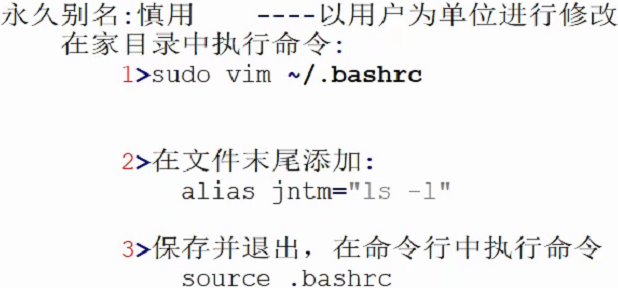 永久别名:慎用    ----以用户为单位进行修改
在家目录中执行命令:
1>sudo vim ~/.bashrc
2>在文件末尾添加:
alias jntm="ls -l"
3>保存并退出，在命令行中执行命令
source .bashrc